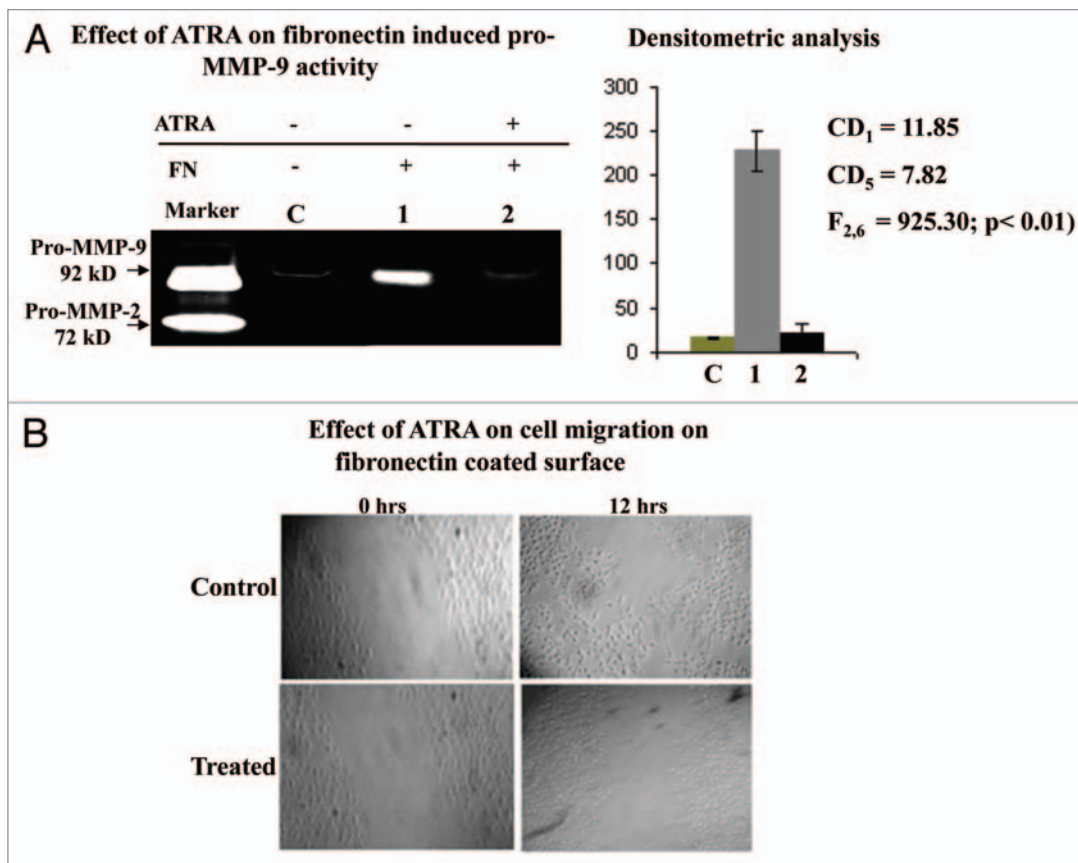 A
Effect of ATRA on fibronectin induced pro-
MMP-9 activity
ATRA - - +
FN - + +
Marker C 1 2
Pro-MMP-9
92 kD
Pro-MMP-2
72 kD
Densitometric analysis
300
250
200
150
100
50
0
C 1 2
CD₁ = 11.85
CD₅ = 7.82
F₂,₆ = 925.30; p< 0.01)
B
Effect of ATRA on cell migration on
fibronectin coated surface
0 hrs 12 hrs
Control
Treated